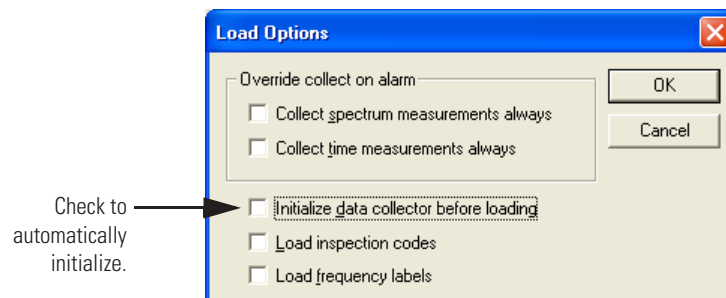 Load Options
Override collect on alarm
Collect spectrum measurements always
Collect time measurements always
OK
Cancel
Check to
automatically
initialize.
Initialize data collector before loading
Load inspection codes
Load frequency labels